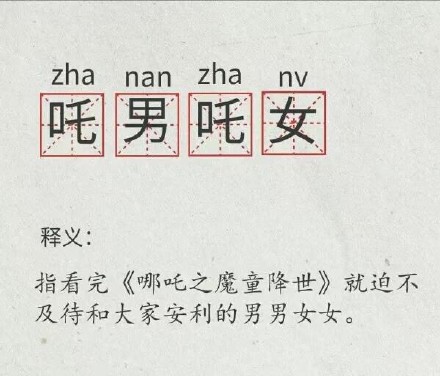 zha nan zha nv
吒男吒女
释义：
指看完《哪吒之魔童降世》就迫不
及待和大家安利的男男女女。